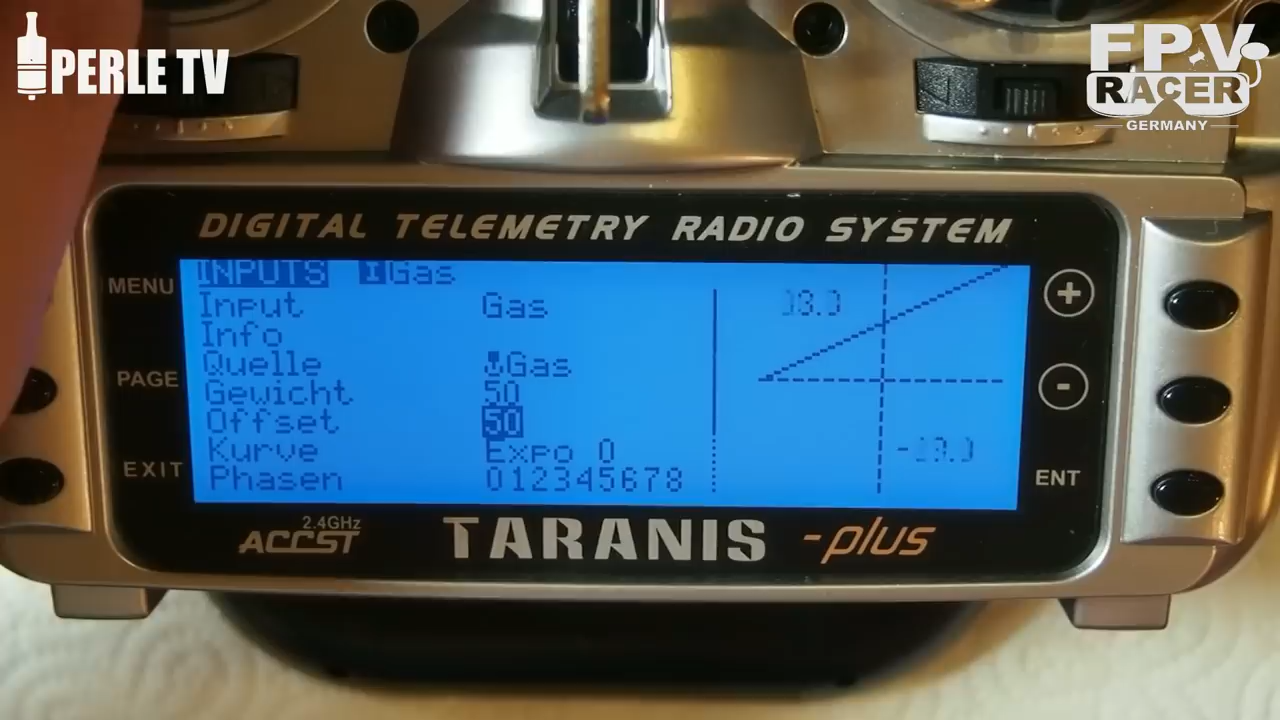 PERLE TV
FPV
RACER
GERMANY
DIGITAL TELEMETRY RADIO SYSTEM
MENU
PAGE
EXIT
INPUTS I Gas
Input Gas
Info
Quelle Gas
Gewicht 50
Offset 50
Kurve Expo 0
Phasen 012345678
+
-
ENT
2.4GHz
ACCST
TARANIS -plus